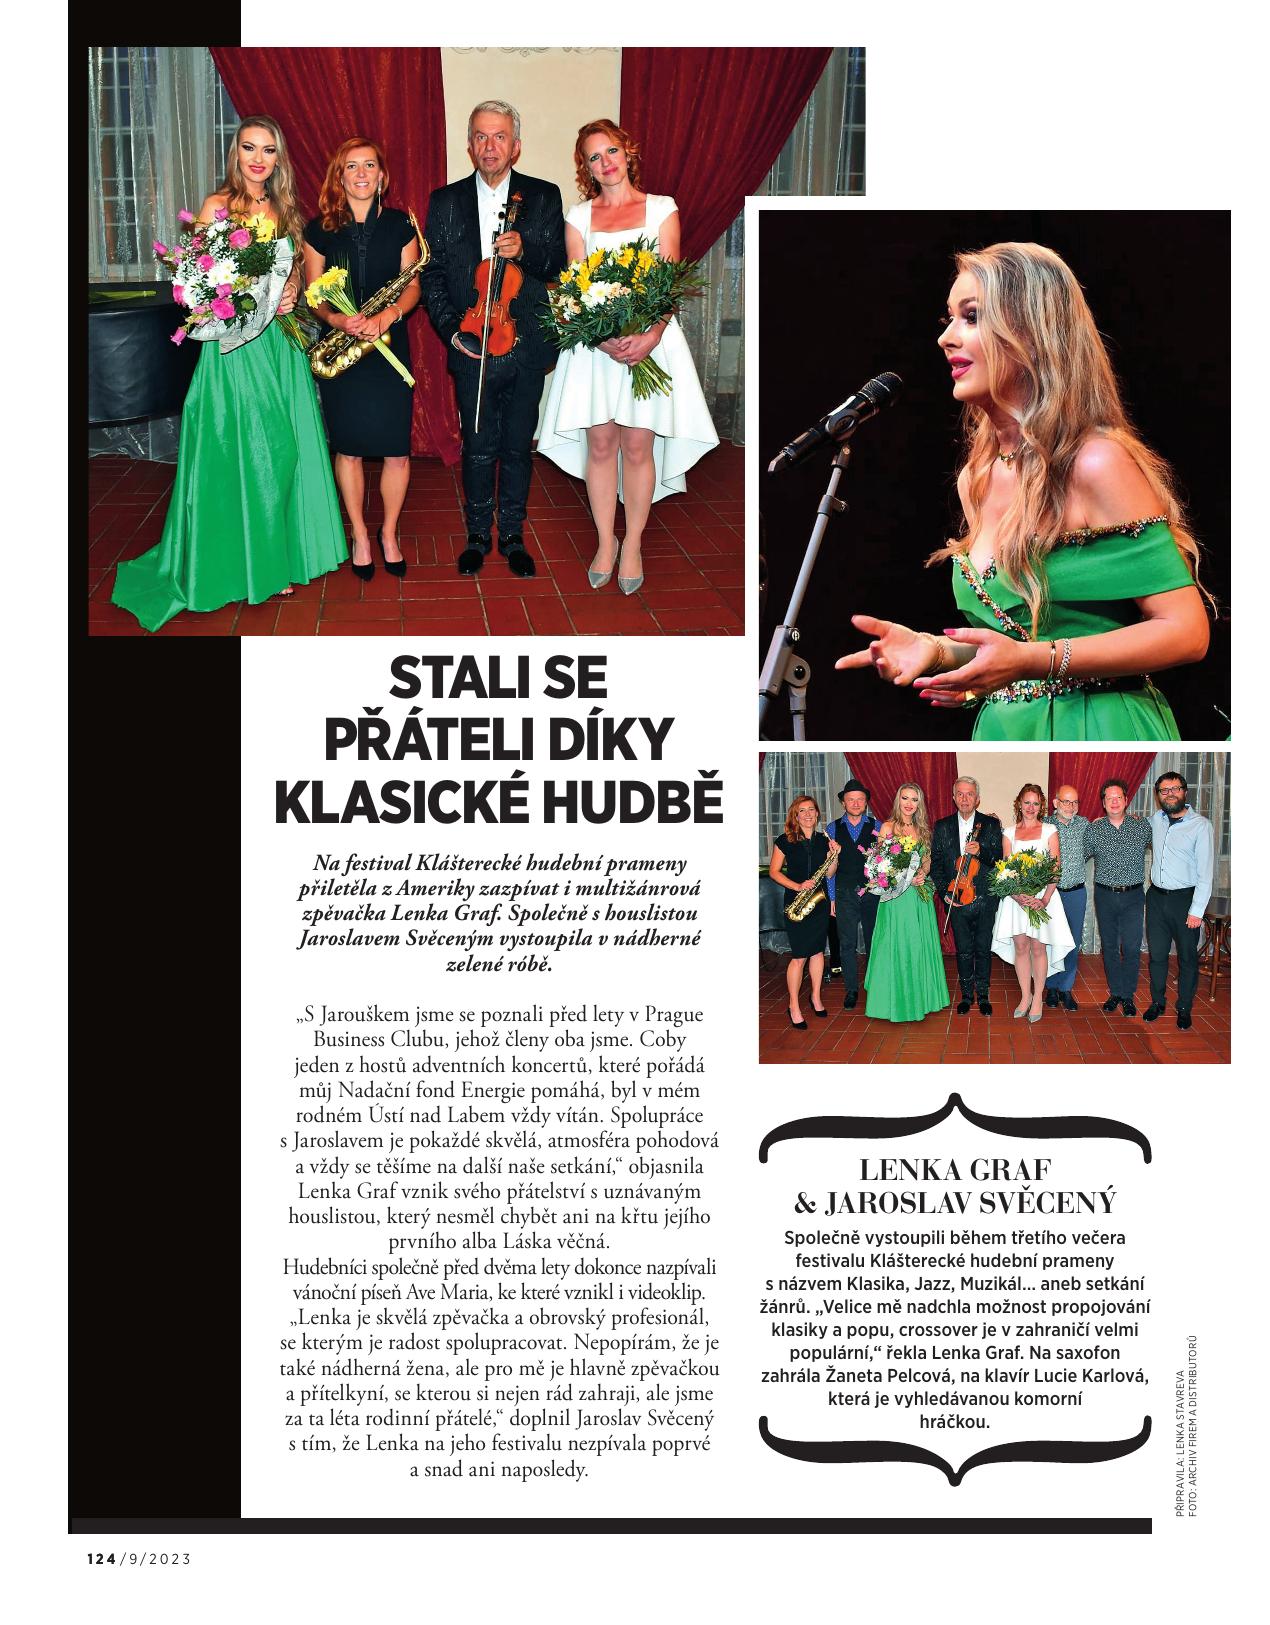 STALI SE
PŘÁTELI DÍKY
KLASICKÉ HUDBĚ
Na festival Klášterecké hudební prameny
přiletěla z Ameriky zazpívat i multižánrová
zpěvačka Lenka Graf. Společně s houslistou
Jaroslavem Svěceným vystoupila v nádherné
zelené róbě.
„S Jarouškem jsme se poznali před lety v Prague
Business Clubu, jehož členy oba jsme. Coby
jeden z hostů adventních koncertů, které pořádá
můj Nadační fond Energie pomáhá, byl v mém
rodném Ústí nad Labem vždy vítán. Spolupráce
s Jaroslavem je pokaždé skvělá, atmosféra pohodová
a vždy se těšíme na další naše setkání,“ objasnila
Lenka Graf vznik svého přátelství s uznávaným
houslistou, který nesměl chybět ani na křtu jejího
prvního alba Láska věčná.
Hudebníci společně před dvěma lety dokonce nazpívali
vánoční píseň Ave Maria, ke které vznikl i videoklip.
„Lenka je skvělá zpěvačka a obrovský profesionál,
se kterým je radost spolupracovat. Nepopírám, že je
také nádherná žena, ale pro mě je hlavně zpěvačkou
a přítelkyní, se kterou si nejen rád zahraji, ale jsme
za ta léta rodinní přátelé,“ doplnil Jaroslav Svěcený
s tím, že Lenka na jeho festivalu nezpívala poprvé
a snad ani naposledy.
LENKA GRAF
& JAROSLAV SVĚCENÝ
Společně vystoupili během třetího večera
festivalu Klášterecké hudební prameny
s názvem Klasika, Jazz, Muzikál... aneb setkání
žánrů. „Velice mě nadchla možnost propojování
klasiky a popu, crossover je v zahraničí velmi
populární,“ řekla Lenka Graf. Na saxofon
zahrála Žaneta Pelcová, na klavír Lucie Karlová,
která je vyhledávanou komorní
hráčkou.
PŘIPRAVILA: LENKA STAVREVA
FOTO: ARCHIV FIREM A DISTRIBUTORŮ
124/9/2023